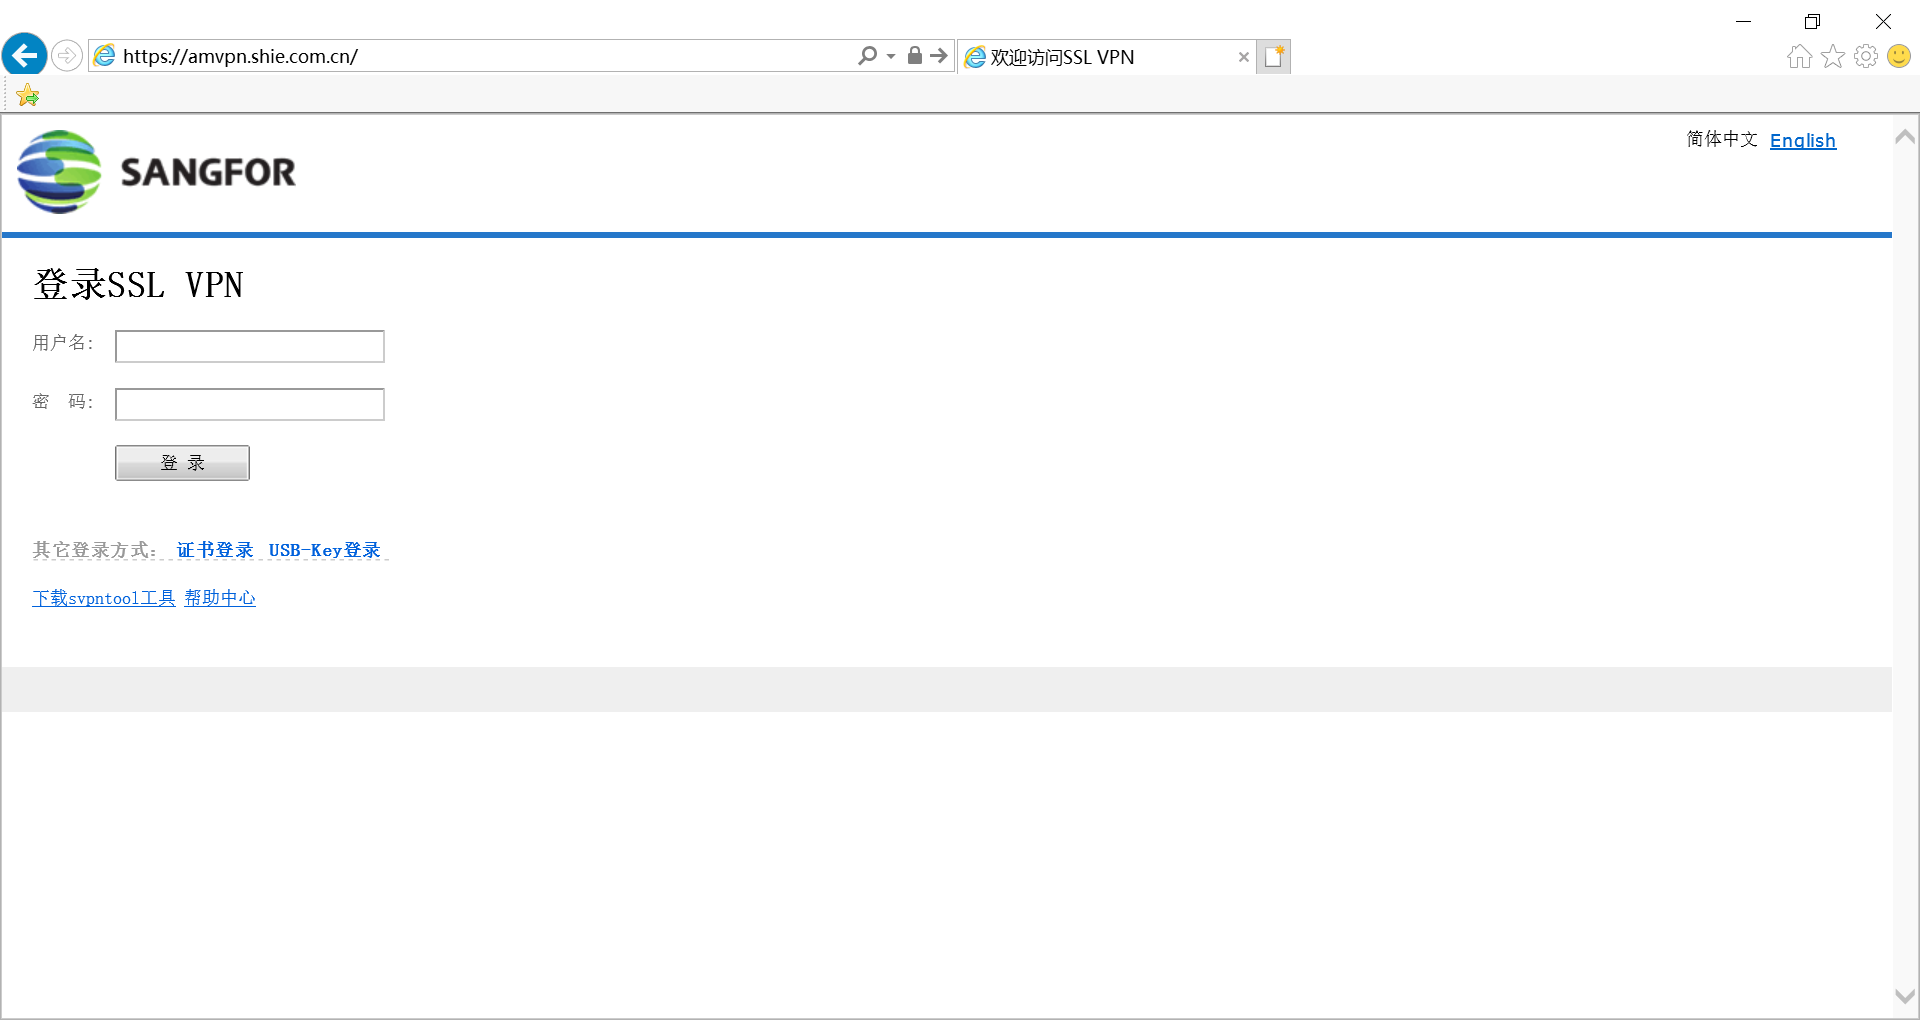 https://amvpn.shie.com.cn/
欢迎访问SSL VPN
SANGFOR
简体中文 English
登录SSL VPN
用户名:
密 码:
登 录
其它登录方式: 证书登录 USB-Key登录
下载svpntool工具 帮助中心